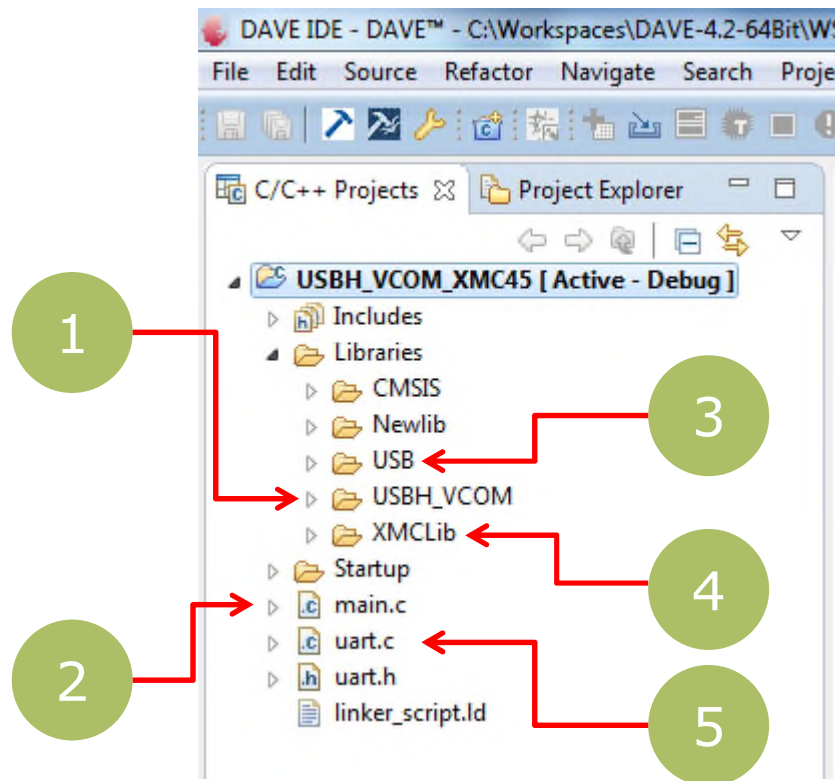 DAVE IDE - DAVE™ - C:\Workspaces\DAVE-4.2-64Bit\WS
File Edit Source Refactor Navigate Search Proje
C/C++ Projects Project Explorer
USBH_VCOM_XMC45 [ Active - Debug ]
1
Includes
Libraries
CMSIS
3
Newlib
USB
USBH_VCOM
XMCLib
4
Startup
main.c
2
uart.c
uart.h
5
linker_script.ld